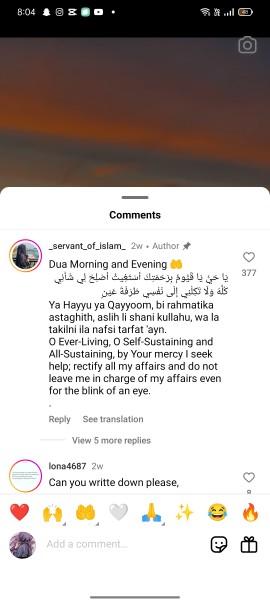 8:04
Comments
_servant_of_islam_ 2w • Author
Dua Morning and Evening 🤲
يَا حَيُّ يَا قَيُّومُ بِرَحْمَتِكَ أَسْتَغِيثُ أَصْلِحْ لِي شَأْنِي
كُلَّهُ وَلَا تَكِلْنِي إِلَى نَفْسِي طَرْفَةَ عَيْنٍ
Ya Hayyu ya Qayyoom, bi rahmatika
astaghith, aslih li shani kullahu, wa la
takilni ila nafsi tarfat 'ayn.
O Ever-Living, O Self-Sustaining and
All-Sustaining, by Your mercy I seek
help; rectify all my affairs and do not
leave me in charge of my affairs even
for the blink of an eye.
.
377
Reply See translation
View 5 more replies
lona4687 2w
Can you writte down please,
❤️ 🙌 🤲 🤍 🙏 ✨ 😂 🔥
Add a comment...